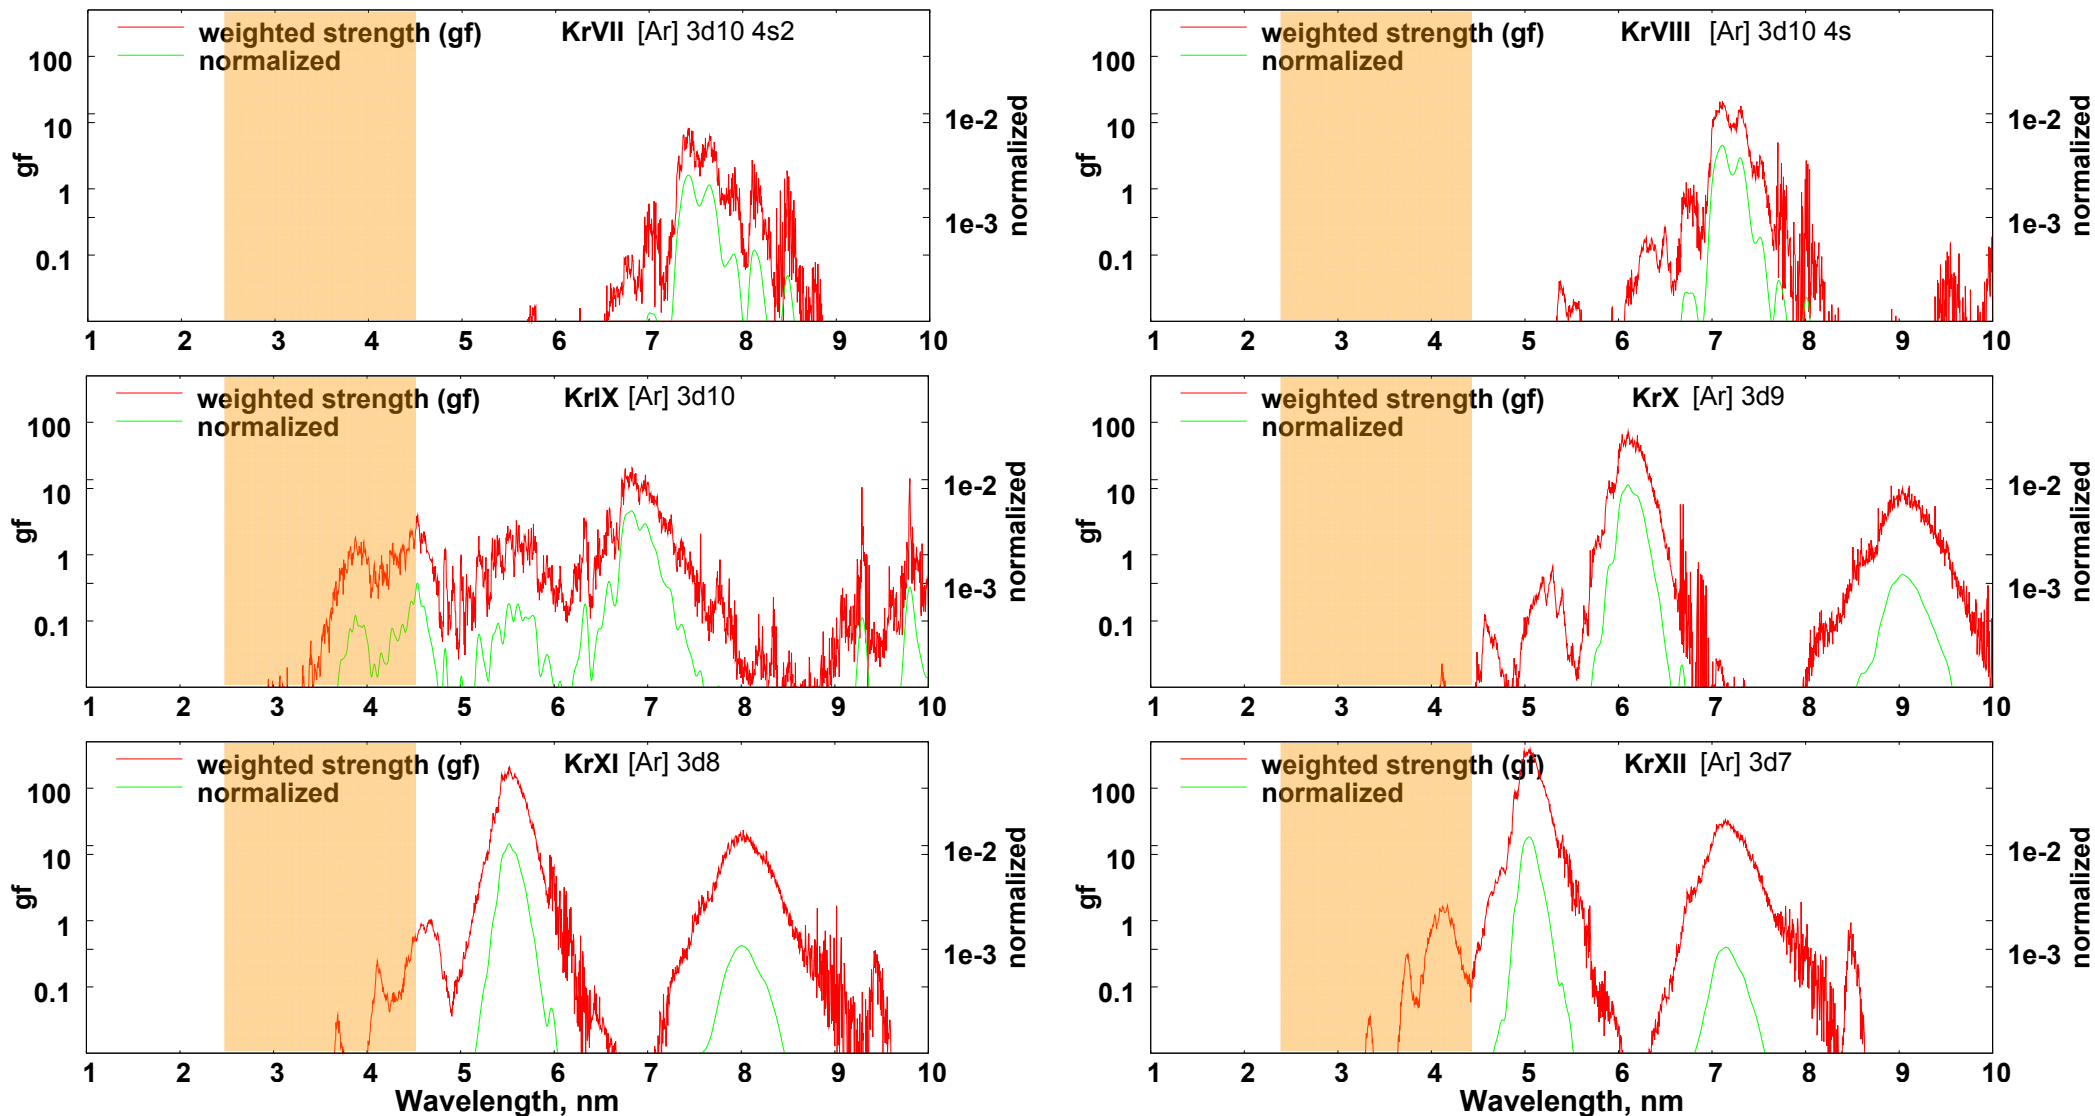 weighted strength (gf) KrVII [Ar] 3d10 4s2
normalized
100
10
1
0.1
gf
1e-2
1e-3
normalized
1 2 3 4 5 6 7 8 9 10
weighted strength (gf) KrVIII [Ar] 3d10 4s
normalized
100
10
1
0.1
gf
1e-2
1e-3
normalized
1 2 3 4 5 6 7 8 9 10
weighted strength (gf) KrIX [Ar] 3d10
normalized
100
10
1
0.1
gf
1e-2
1e-3
normalized
1 2 3 4 5 6 7 8 9 10
weighted strength (gf) KrX [Ar] 3d9
normalized
100
10
1
0.1
gf
1e-2
1e-3
normalized
1 2 3 4 5 6 7 8 9 10
weighted strength (gf) KrXI [Ar] 3d8
normalized
100
10
1
0.1
gf
1e-2
1e-3
normalized
1 2 3 4 5 6 7 8 9 10
Wavelength, nm
weighted strength (gf) KrXII [Ar] 3d7
normalized
100
10
1
0.1
gf
1e-2
1e-3
normalized
1 2 3 4 5 6 7 8 9 10
Wavelength, nm